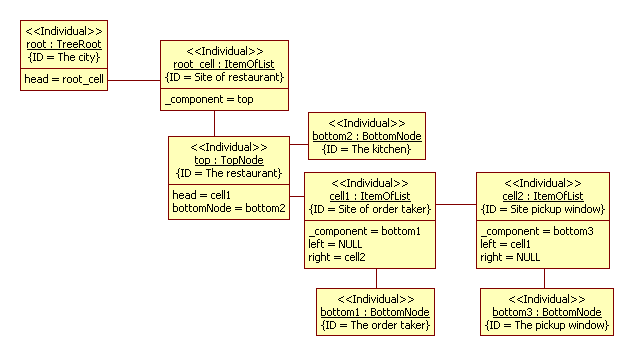 <<Individual>>
root : TreeRoot
{ID = The city}
head = root_cell
<<Individual>>
root_cell : ItemOfList
{ID = Site of restaurant}
_component = top
<<Individual>>
top : TopNode
{ID = The restaurant}
head = cell1
bottomNode = bottom2
<<Individual>>
bottom2 : BottomNode
{ID = The kitchen}
<<Individual>>
cell1 : ItemOfList
{ID = Site of order taker}
_component = bottom1
left = NULL
right = cell2
<<Individual>>
cell2 : ItemOfList
{ID = Site pickup window}
_component = bottom3
left = cell1
right = NULL
<<Individual>>
bottom1 : BottomNode
{ID = The order taker}
<<Individual>>
bottom3 : BottomNode
{ID = The pickup window}